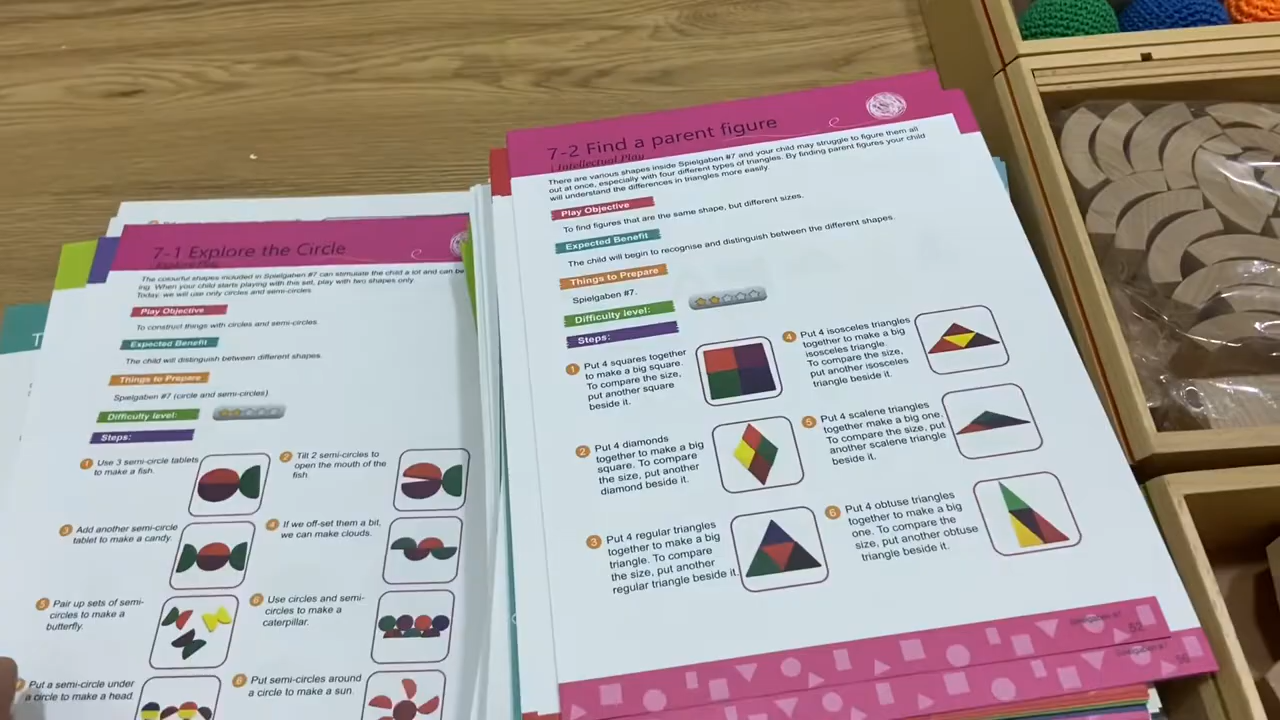 7-1 Explore the Circle
The colourful shapes included in Spielgaben #7 can stimulate the child a lot and can be
ing. When your child starts playing with this set, play with two shapes only.
Today, we will use only circles and semi-circles.
Play Objective
To construct things with circles and semi-circles.
Expected Benefit
The child will distinguish between different shapes.
Things to Prepare
Spielgaben #7 (circle and semi-circles)
Difficulty level:
Steps:
1 Use 3 semi-circle tablets
to make a fish.
2 Tilt 2 semi-circles to
open the mouth of the
fish
3 Add another semi-circle
tablet to make a candy.
4 If we off-set them a bit,
we can make clouds.
5 Pair up sets of semi-
circles to make a
butterfly.
6 Use circles and semi-
circles to make a
caterpillar.
Put a semi-circle under
a circle to make a head.
8 Put semi-circles around
a circle to make a sun.
T
7-2 Find a parent figure
Intellectual Play
There are various shapes inside Spielgaben #7 and your child may struggle to figure them all
out at once, especially with four different types of triangles. By finding parent figures your child
will understand the differences in triangles more easily.
Play Objective
To find figures that are the same shape, but different sizes.
Expected Benefit
The child will begin to recognise and distinguish between the different shapes.
Things to Prepare
Spielgaben #7.
Difficulty level:
Steps:
1 Put 4 squares together
to make a big square.
To compare the size,
put another square
beside it.
2 Put 4 diamonds
together to make a big
square. To compare
the size, put another
diamond beside it.
3 Put 4 regular triangles
together to make a big
triangle. To compare
the size, put another
regular triangle beside it.
4 Put 4 isosceles triangles
together to make a big
isosceles triangle.
To compare the size,
put another isosceles
triangle beside it.
5 Put 4 scalene triangles
together make a big one.
To compare the size, put
another scalene triangle
beside it.
6 Put 4 obtuse triangles
together to make a big
one. To compare the
size, put another obtuse
triangle beside it.
Spielgaben #7 52
Spielgaben #7